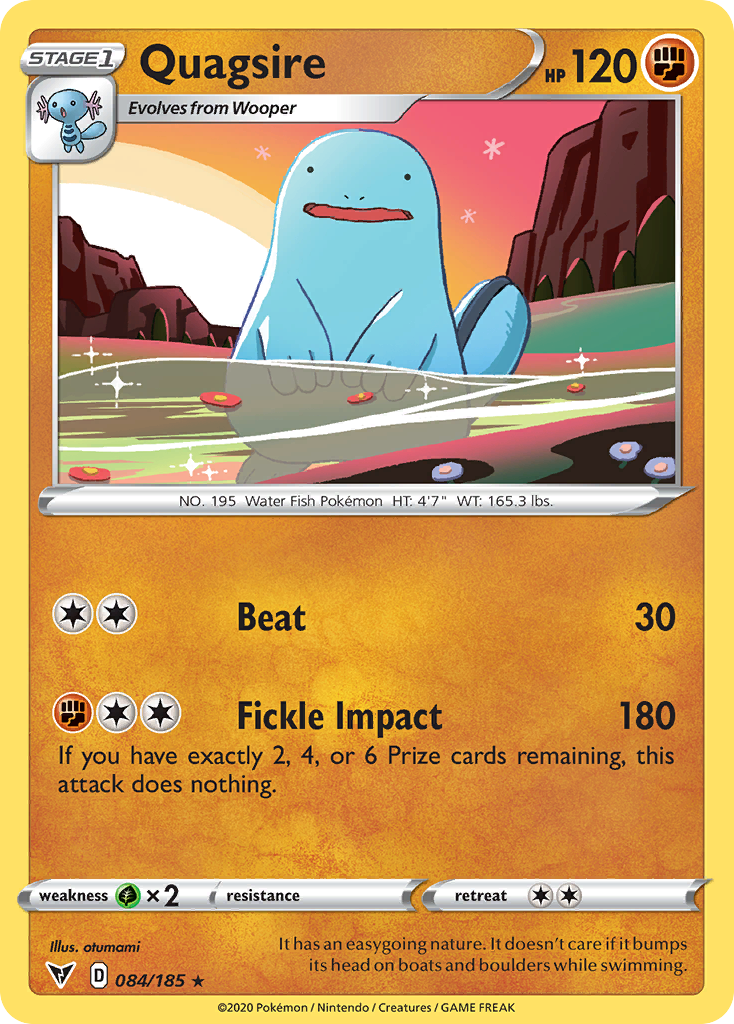 STAGE1 Quagsire HP 120
Evolves from Wooper
NO. 195 Water Fish Pokémon HT: 4'7" WT: 165.3 lbs.
Beat 30
Fickle Impact 180
If you have exactly 2, 4, or 6 Prize cards remaining, this
attack does nothing.
weakness ×2 resistance retreat
Illus. otumami
It has an easygoing nature. It doesn't care if it bumps
its head on boats and boulders while swimming.
D 084/185 ★
©2020 Pokémon / Nintendo / Creatures / GAME FREAK